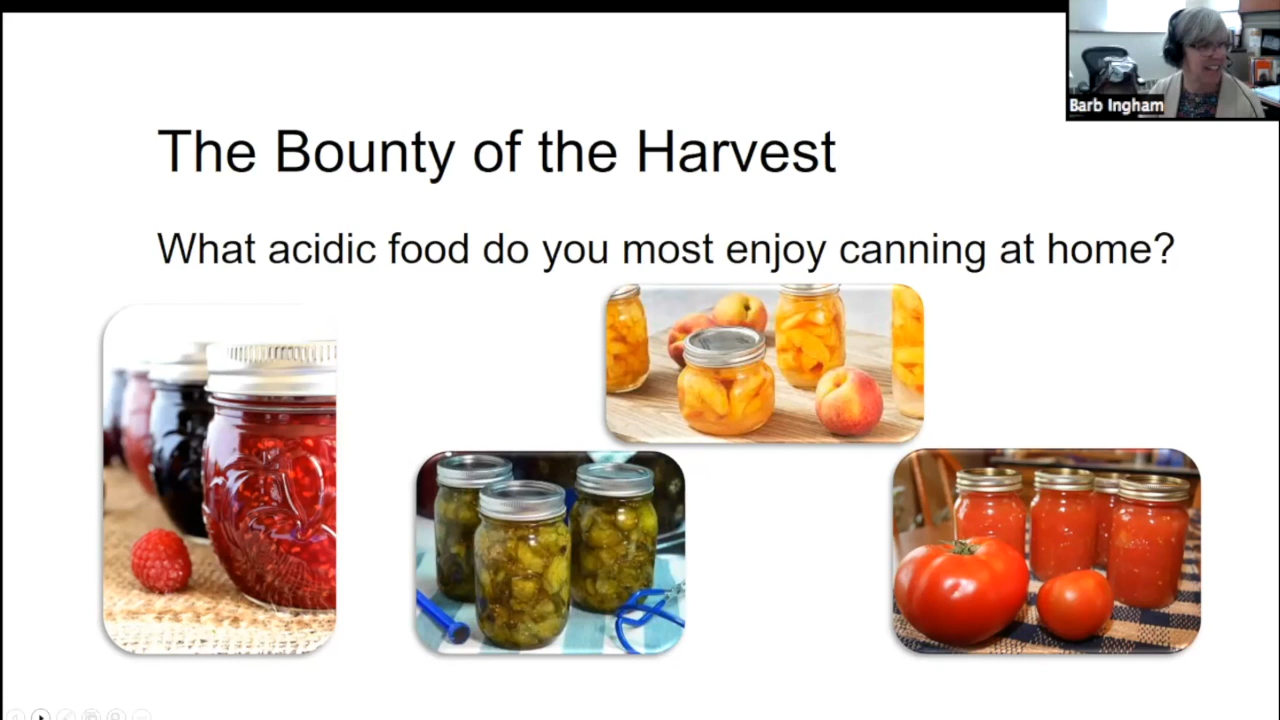 Barb Ingham
The Bounty of the Harvest
What acidic food do you most enjoy canning at home?